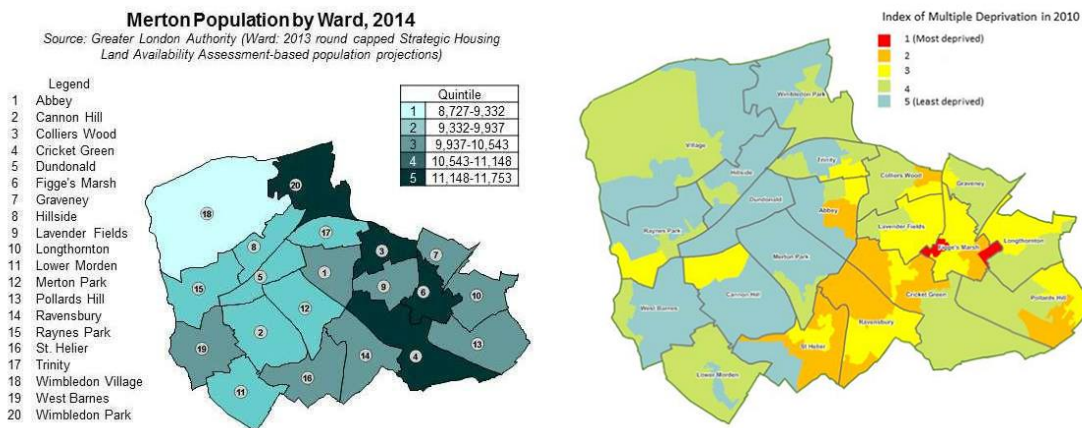 Merton Population by Ward, 2014
Source: Greater London Authority (Ward: 2013 round capped Strategic Housing
Land Availability Assessment-based population projections)
Legend
1 Abbey
2 Cannon Hill
3 Colliers Wood
4 Cricket Green
5 Dundonald
6 Figge's Marsh
7 Graveney
8 Hillside
9 Lavender Fields
10 Longthornton
11 Lower Morden
12 Merton Park
13 Pollards Hill
14 Ravensbury
15 Raynes Park
16 St. Helier
17 Trinity
18 Wimbledon Village
19 West Barnes
20 Wimbledon Park
Quintile
1 8,727-9,332
2 9,332-9,937
3 9,937-10,543
4 10,543-11,148
5 11,148-11,753
20
18
17
8
3
7
5
1
9
6
15
10
12
2
13
19
14
4
16
11
Index of Multiple Deprivation in 2010
1 (Most deprived)
2
3
4
5 (Least deprived)
Wimbledon Park
Village
Trinity
Hillside
Colliers Wood
Graveney
Dundonald
Abbey
Lavender Fields
Raynes Park
Figge's Marsh
Longthornton
Merton Park
Cannon Hill
Cricket Green
Pollards Hill
West Barnes
Ravensbury
St Helier
Lower Morden